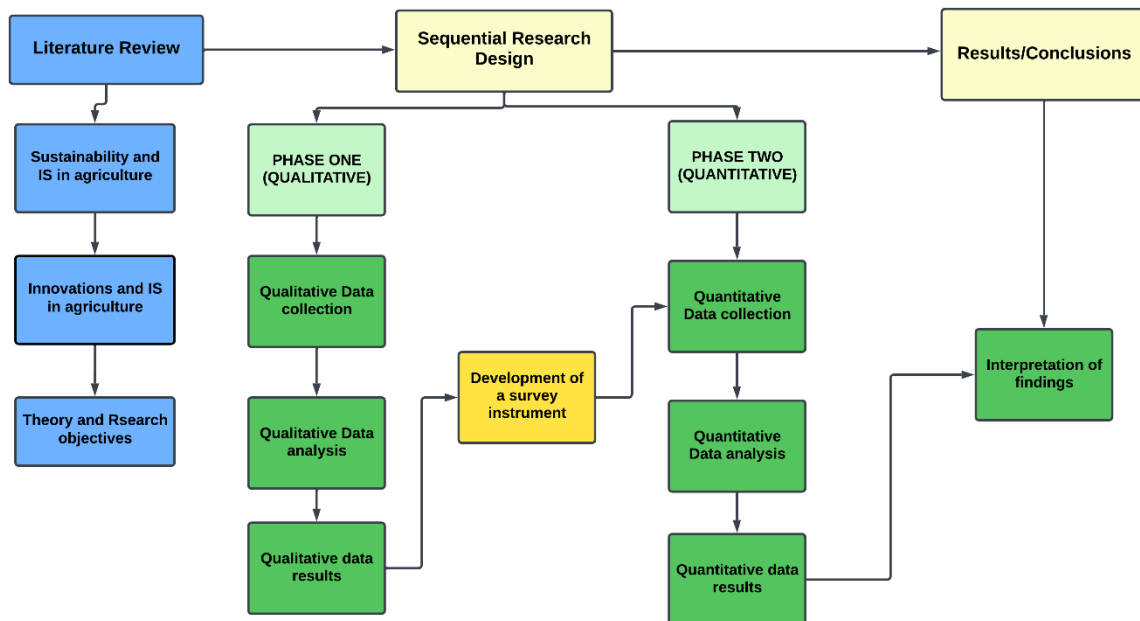 Literature Review
Sequential Research
Design
Results/Conclusions
Sustainability and
IS in agriculture
Innovations and IS
in agriculture
Theory and Rsearch
objectives
PHASE ONE
(QUALITATIVE)
Qualitative Data
collection
Qualitative Data
analysis
Qualitative data
results
Development of
a survey
instrument
PHASE TWO
(QUANTITATIVE)
Quantitative
Data collection
Quantitative
Data analysis
Quantitative data
results
Interpretation of
findings